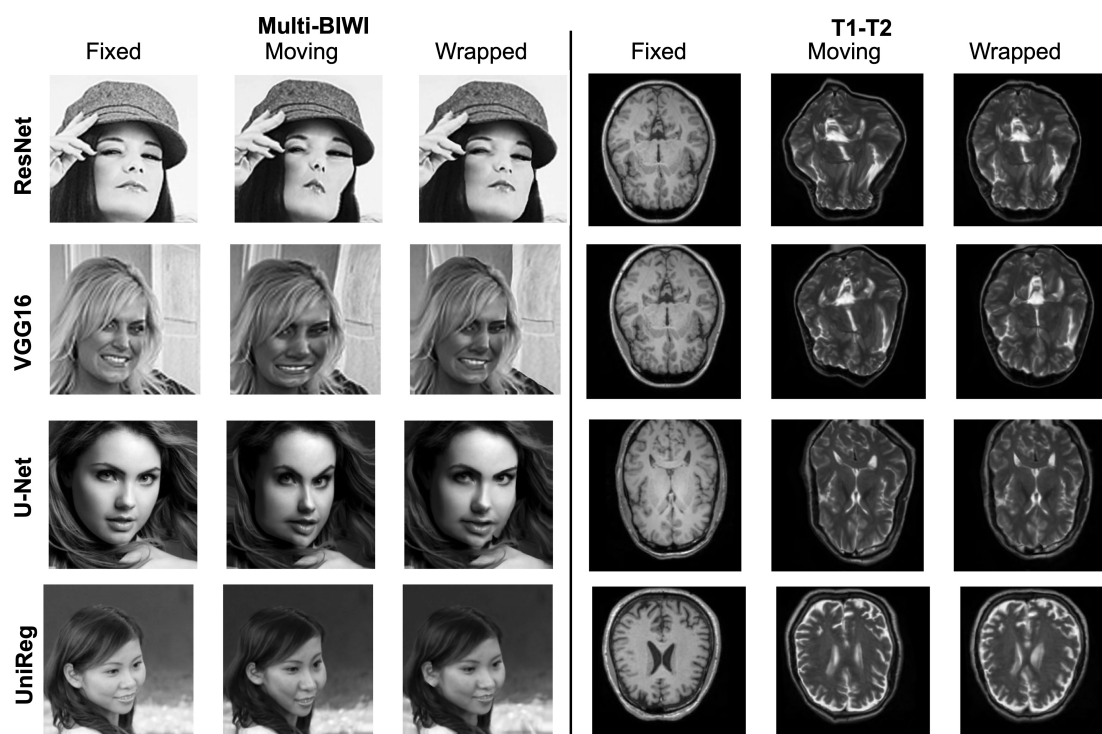 Multi-BIWI
T1-T2
Fixed
Moving
Wrapped
Fixed
Moving
Wrapped
ResNet
VGG16
U-Net
UniReg